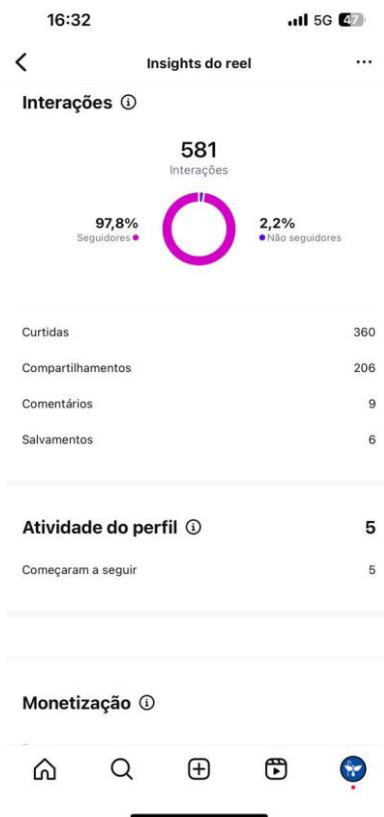 16:32
5G 47
Insights do reel
Interações
581
Interações
97,8%
Seguidores
2,2%
Não seguidores
Curtidas 360
Compartilhamentos 206
Comentários 9
Salvamentos 6
Atividade do perfil 5
Começaram a seguir 5
Monetização